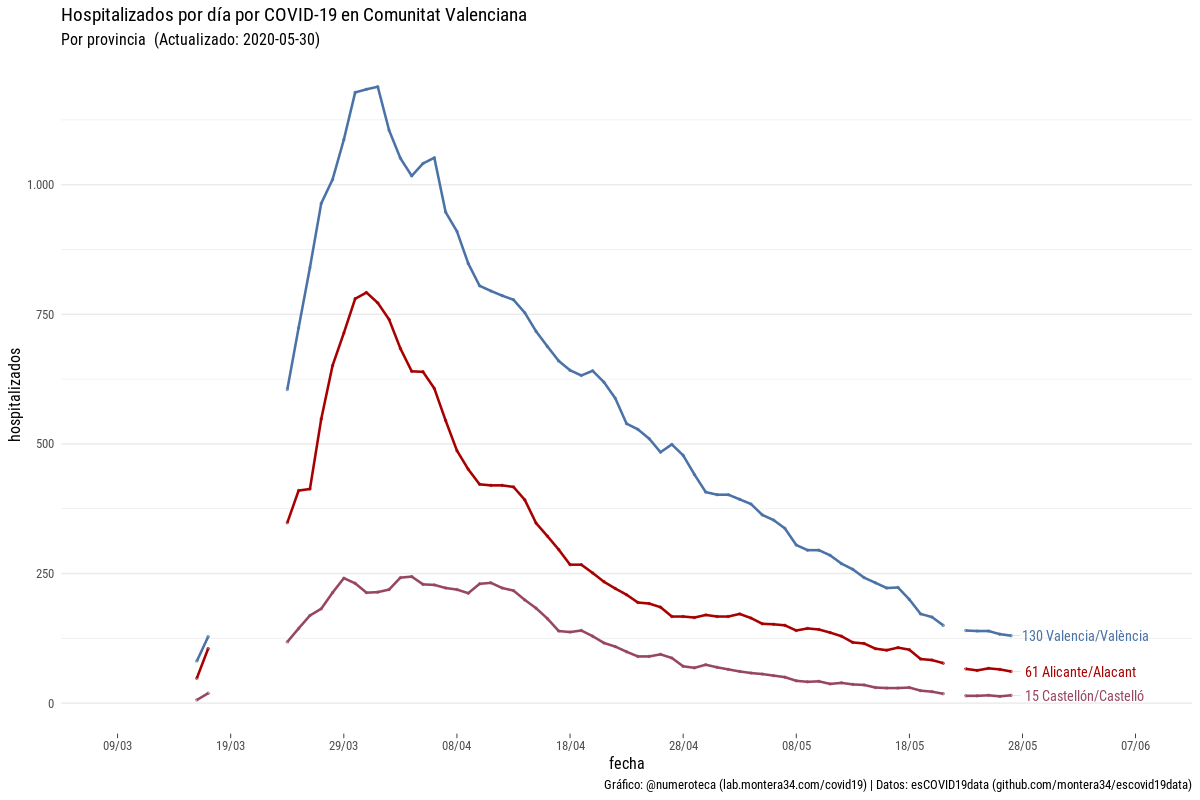 Hospitalizados por día por COVID-19 en Comunitat Valenciana
Por provincia (Actualizado: 2020-05-30)
hospitalizados
1.000
750
500
250
0
130 Valencia/València
61 Alicante/Alacant
15 Castellón/Castelló
09/03 19/03 29/03 08/04 18/04 28/04 08/05 18/05 28/05 07/06
fecha
Gráfico: @numeroteca (lab.montera34.com/covid19) | Datos: esCOVID19data (github.com/montera34/escovid19data)